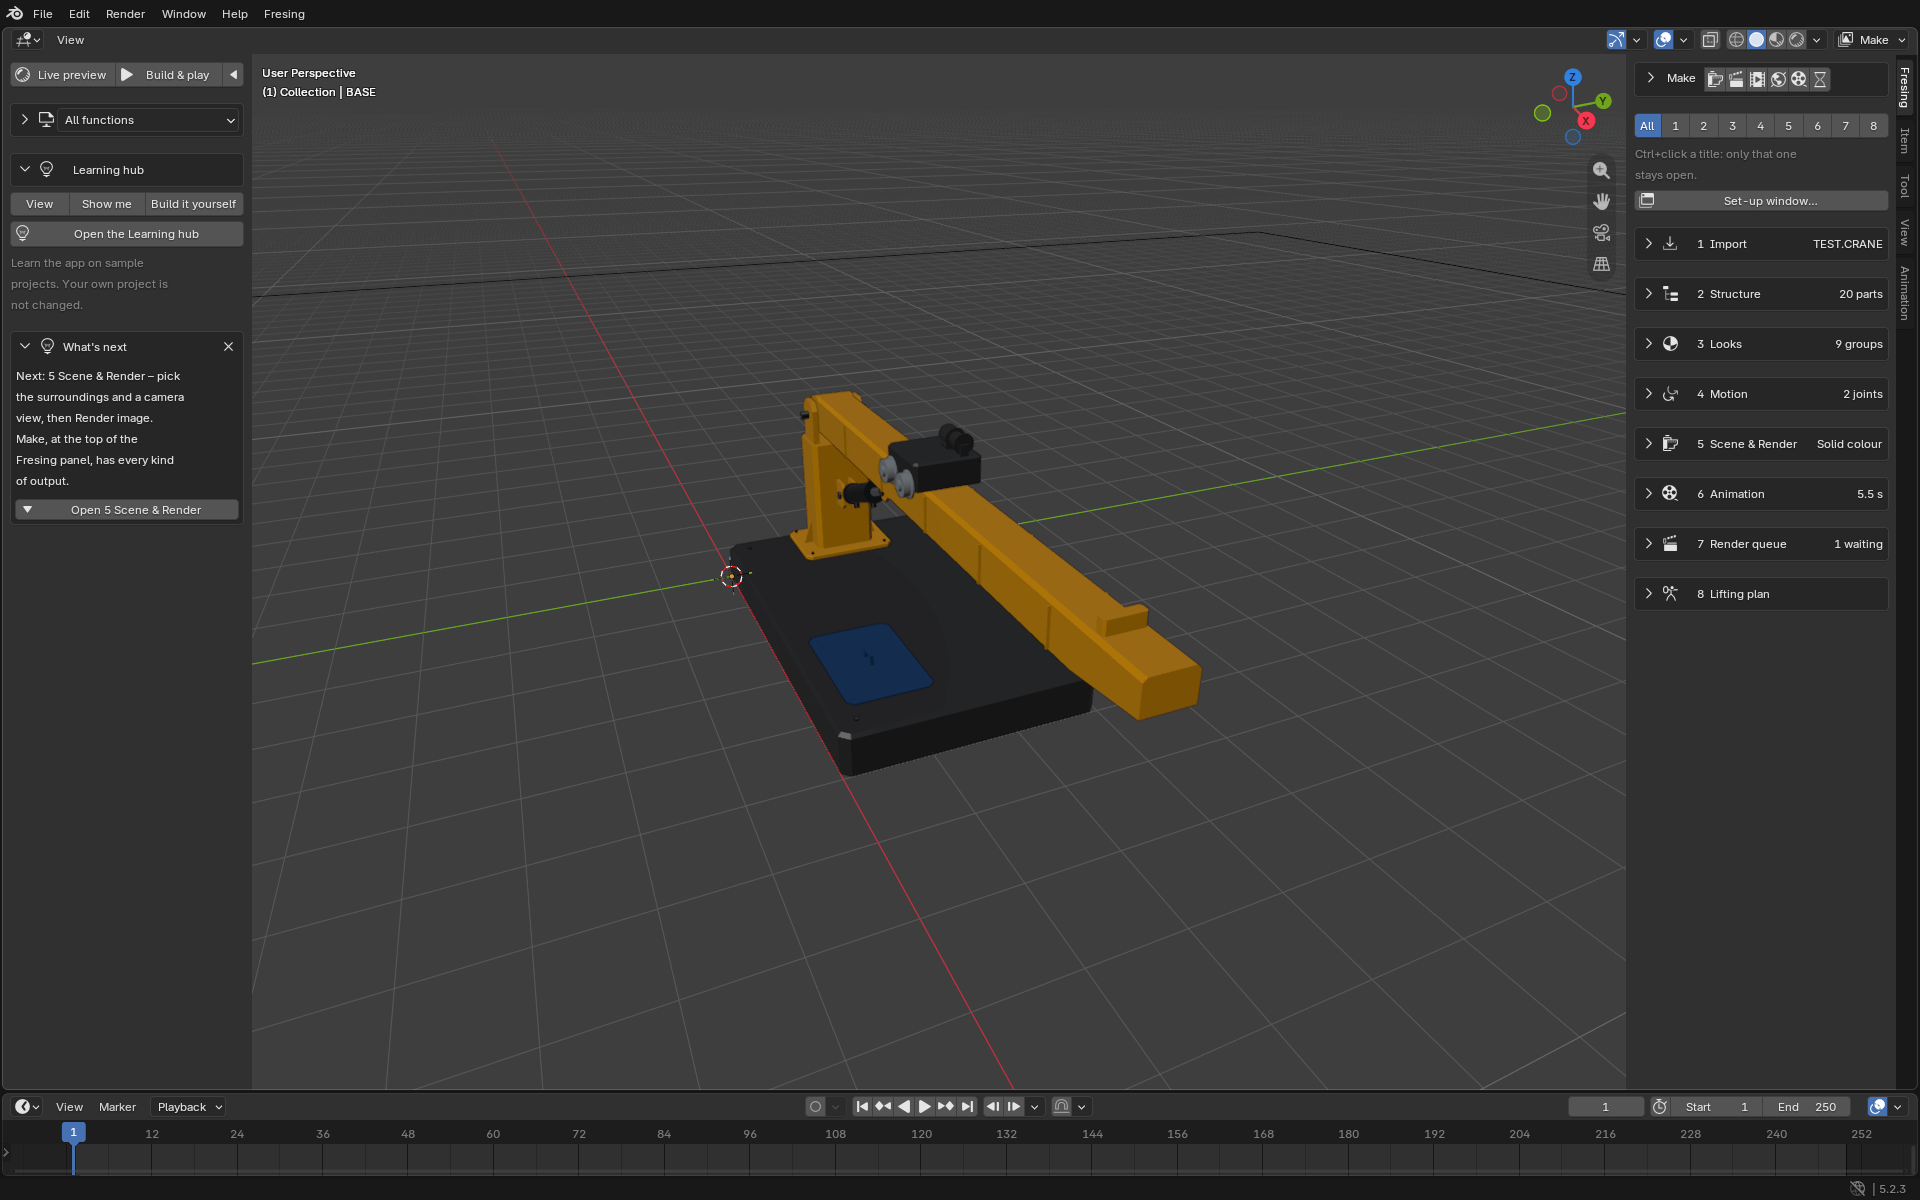 File Edit Render Window Help Fresing
View
Make
Live preview Build & play
All functions
Learning hub
View Show me Build it yourself
Open the Learning hub
Learn the app on sample
projects. Your own project is
not changed.
What's next
Next: 5 Scene & Render – pick
the surroundings and a camera
view, then Render image.
Make, at the top of the
Fresing panel, has every kind
of output.
Open 5 Scene & Render
User Perspective
(1) Collection | BASE
Z
Y
X
Make
All 1 2 3 4 5 6 7 8
Ctrl+click a title: only that one
stays open.
Set-up window...
1 Import TEST.CRANE
2 Structure 20 parts
3 Looks 9 groups
4 Motion 2 joints
5 Scene & Render Solid colour
6 Animation 5.5 s
7 Render queue 1 waiting
8 Lifting plan
Fresing
Item
Tool
View
Animation
View Marker Playback
1 Start 1 End 250
1 12 24 36 48 60 72 84 96 108 120 132 144 156 168 180 192 204 216 228 240 252
5.2.3